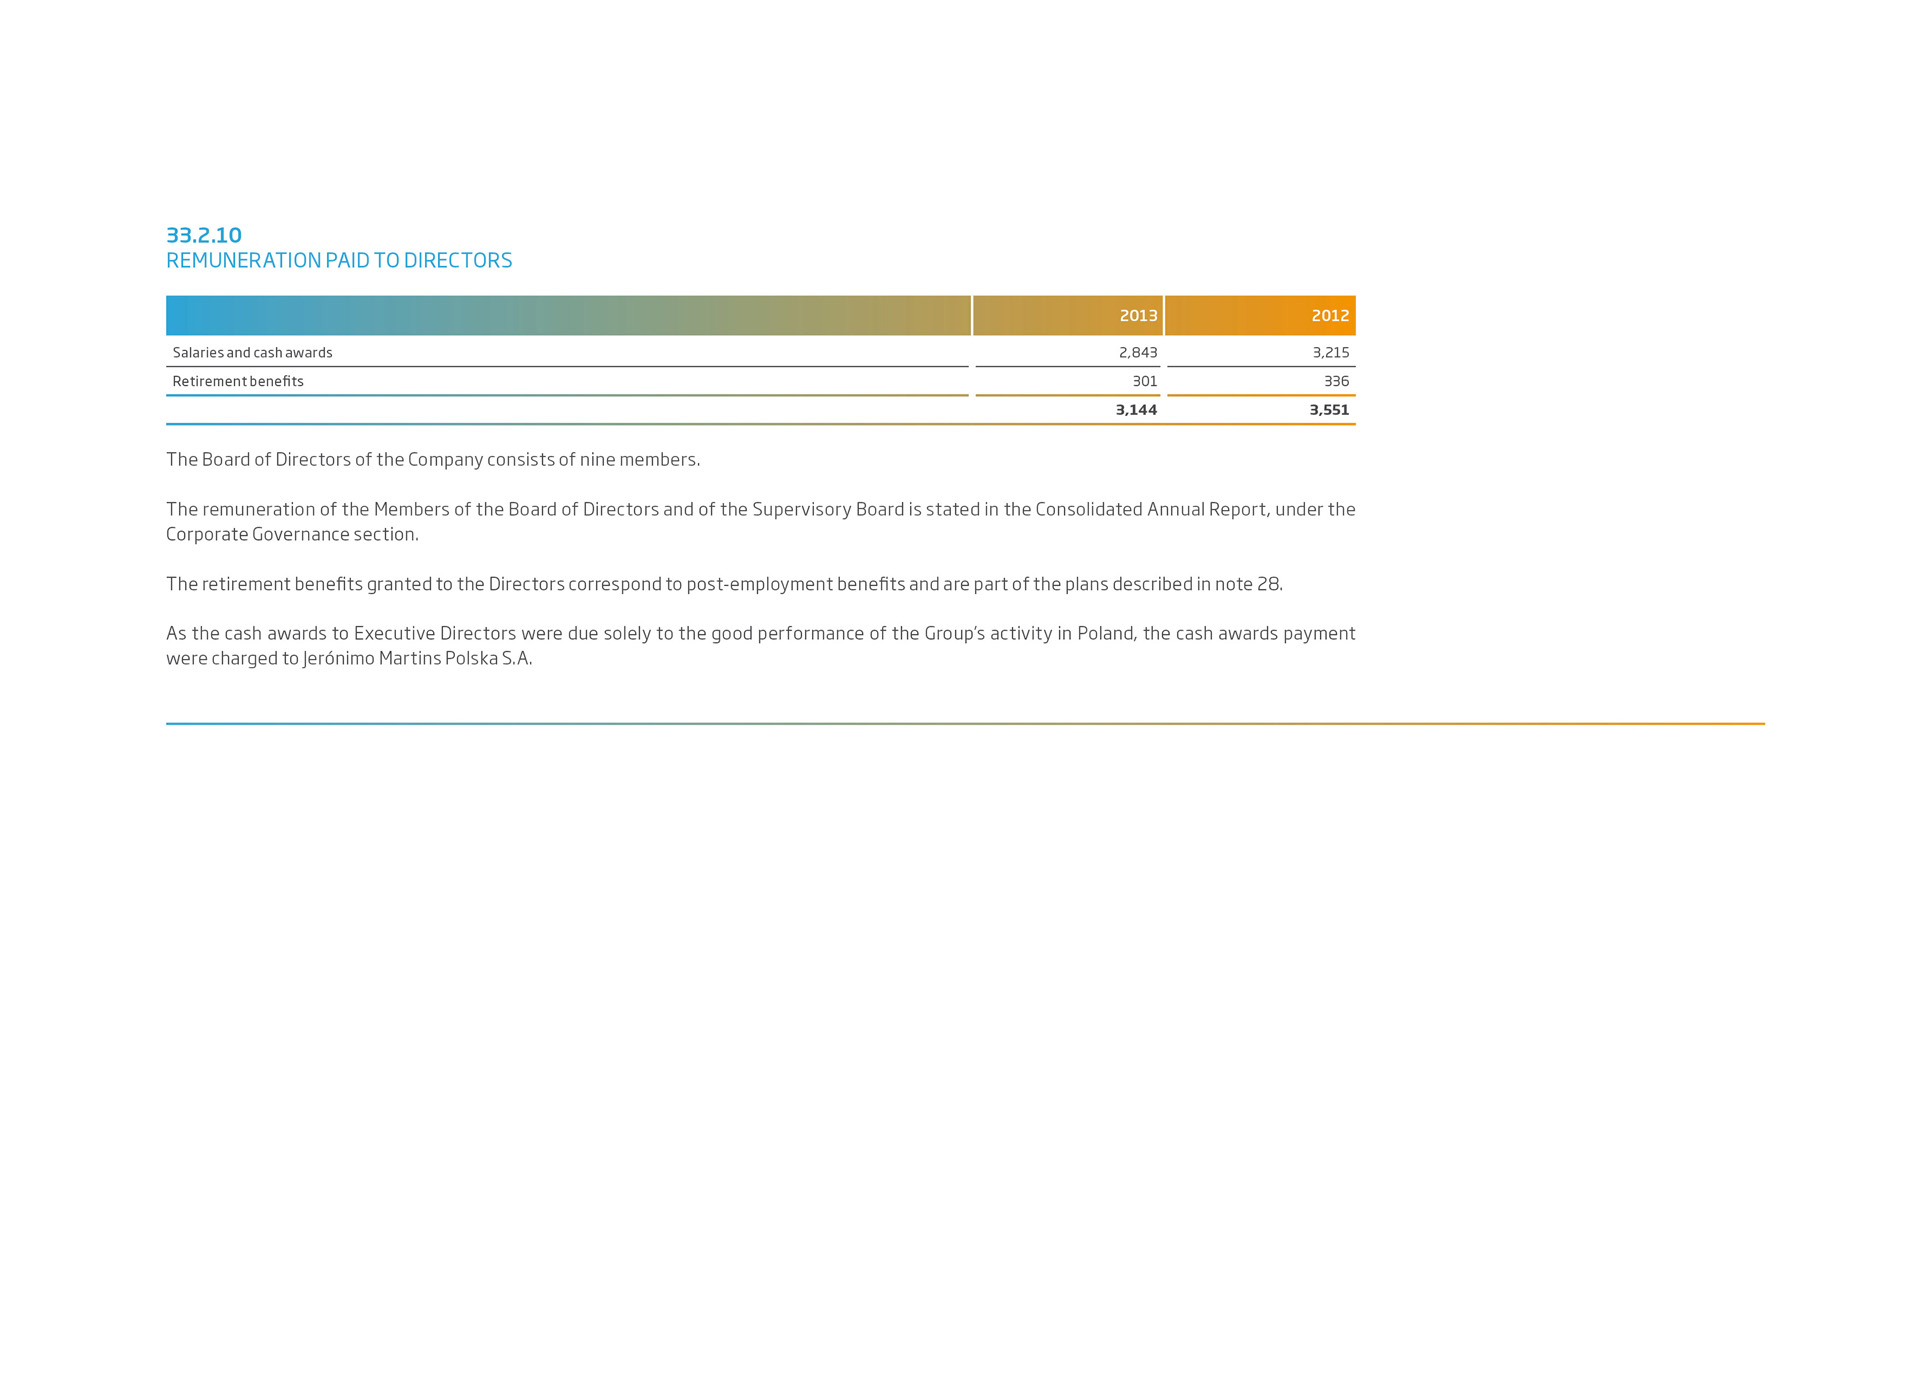 33.2.10
REMUNERATION PAID TO DIRECTORS
2013 2012
Salaries and cash awards 2,843 3,215
Retirement benefits 301 336
3,144 3,551
The Board of Directors of the Company consists of nine members.
The remuneration of the Members of the Board of Directors and of the Supervisory Board is stated in the Consolidated Annual Report, under the
Corporate Governance section.
The retirement benefits granted to the Directors correspond to post-employment benefits and are part of the plans described in note 28.
As the cash awards to Executive Directors were due solely to the good performance of the Group's activity in Poland, the cash awards payment
were charged to Jerónimo Martins Polska S.A.